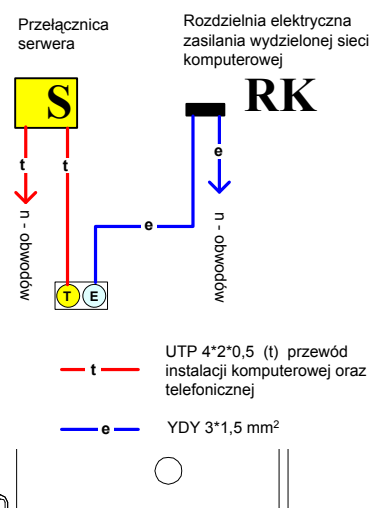 Przełącznica
serwera
Rozdzielnia elektryczna
zasilania wydzielonej sieci
komputerowej
S
RK
t
t
e
n - obwodów
e
n - obwodów
T
E
t
UTP 4*2*0,5 (t) przewód
instalacji komputerowej oraz
telefonicznej
e
YDY 3*1,5 mm²